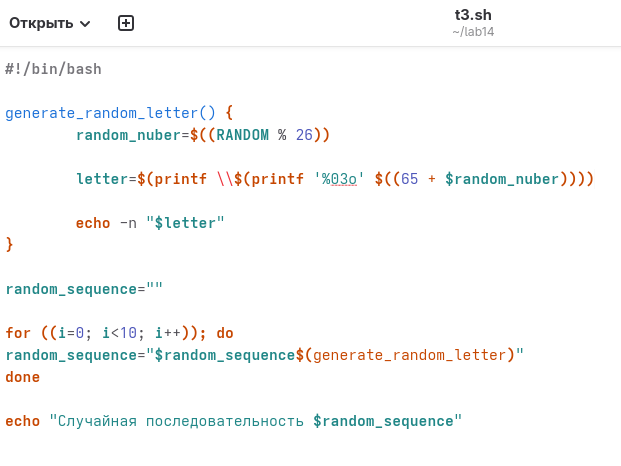 Открыть
t3.sh
~/lab14
#!/bin/bash
generate_random_letter() {
random_nuber=$((RANDOM % 26))
letter=$(printf \\$(printf '%03o' $((65 + $random_nuber))))
echo -n "$letter"
}
random_sequence=""
for ((i=0; i<10; i++)); do
random_sequence="$random_sequence$(generate_random_letter)"
done
echo "Случайная последовательность $random_sequence"